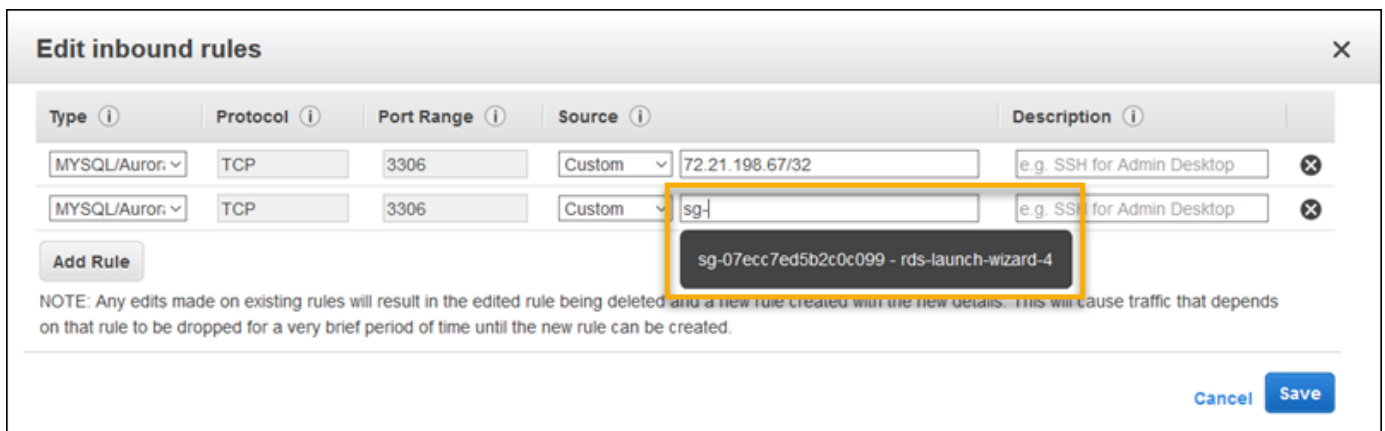 Edit inbound rules
Type Protocol Port Range Source Description
MYSQL/Auror TCP 3306 Custom 72.21.198.67/32 e.g. SSH for Admin Desktop
MYSQL/Auror TCP 3306 Custom sg- e.g. SSH for Admin Desktop
Add Rule sg-07ecc7ed5b2c0c099 - rds-launch-wizard-4
NOTE: Any edits made on existing rules will result in the edited rule being deleted and a new rule created with the new details. This will cause traffic that depends
on that rule to be dropped for a very brief period of time until the new rule can be created.
Cancel Save